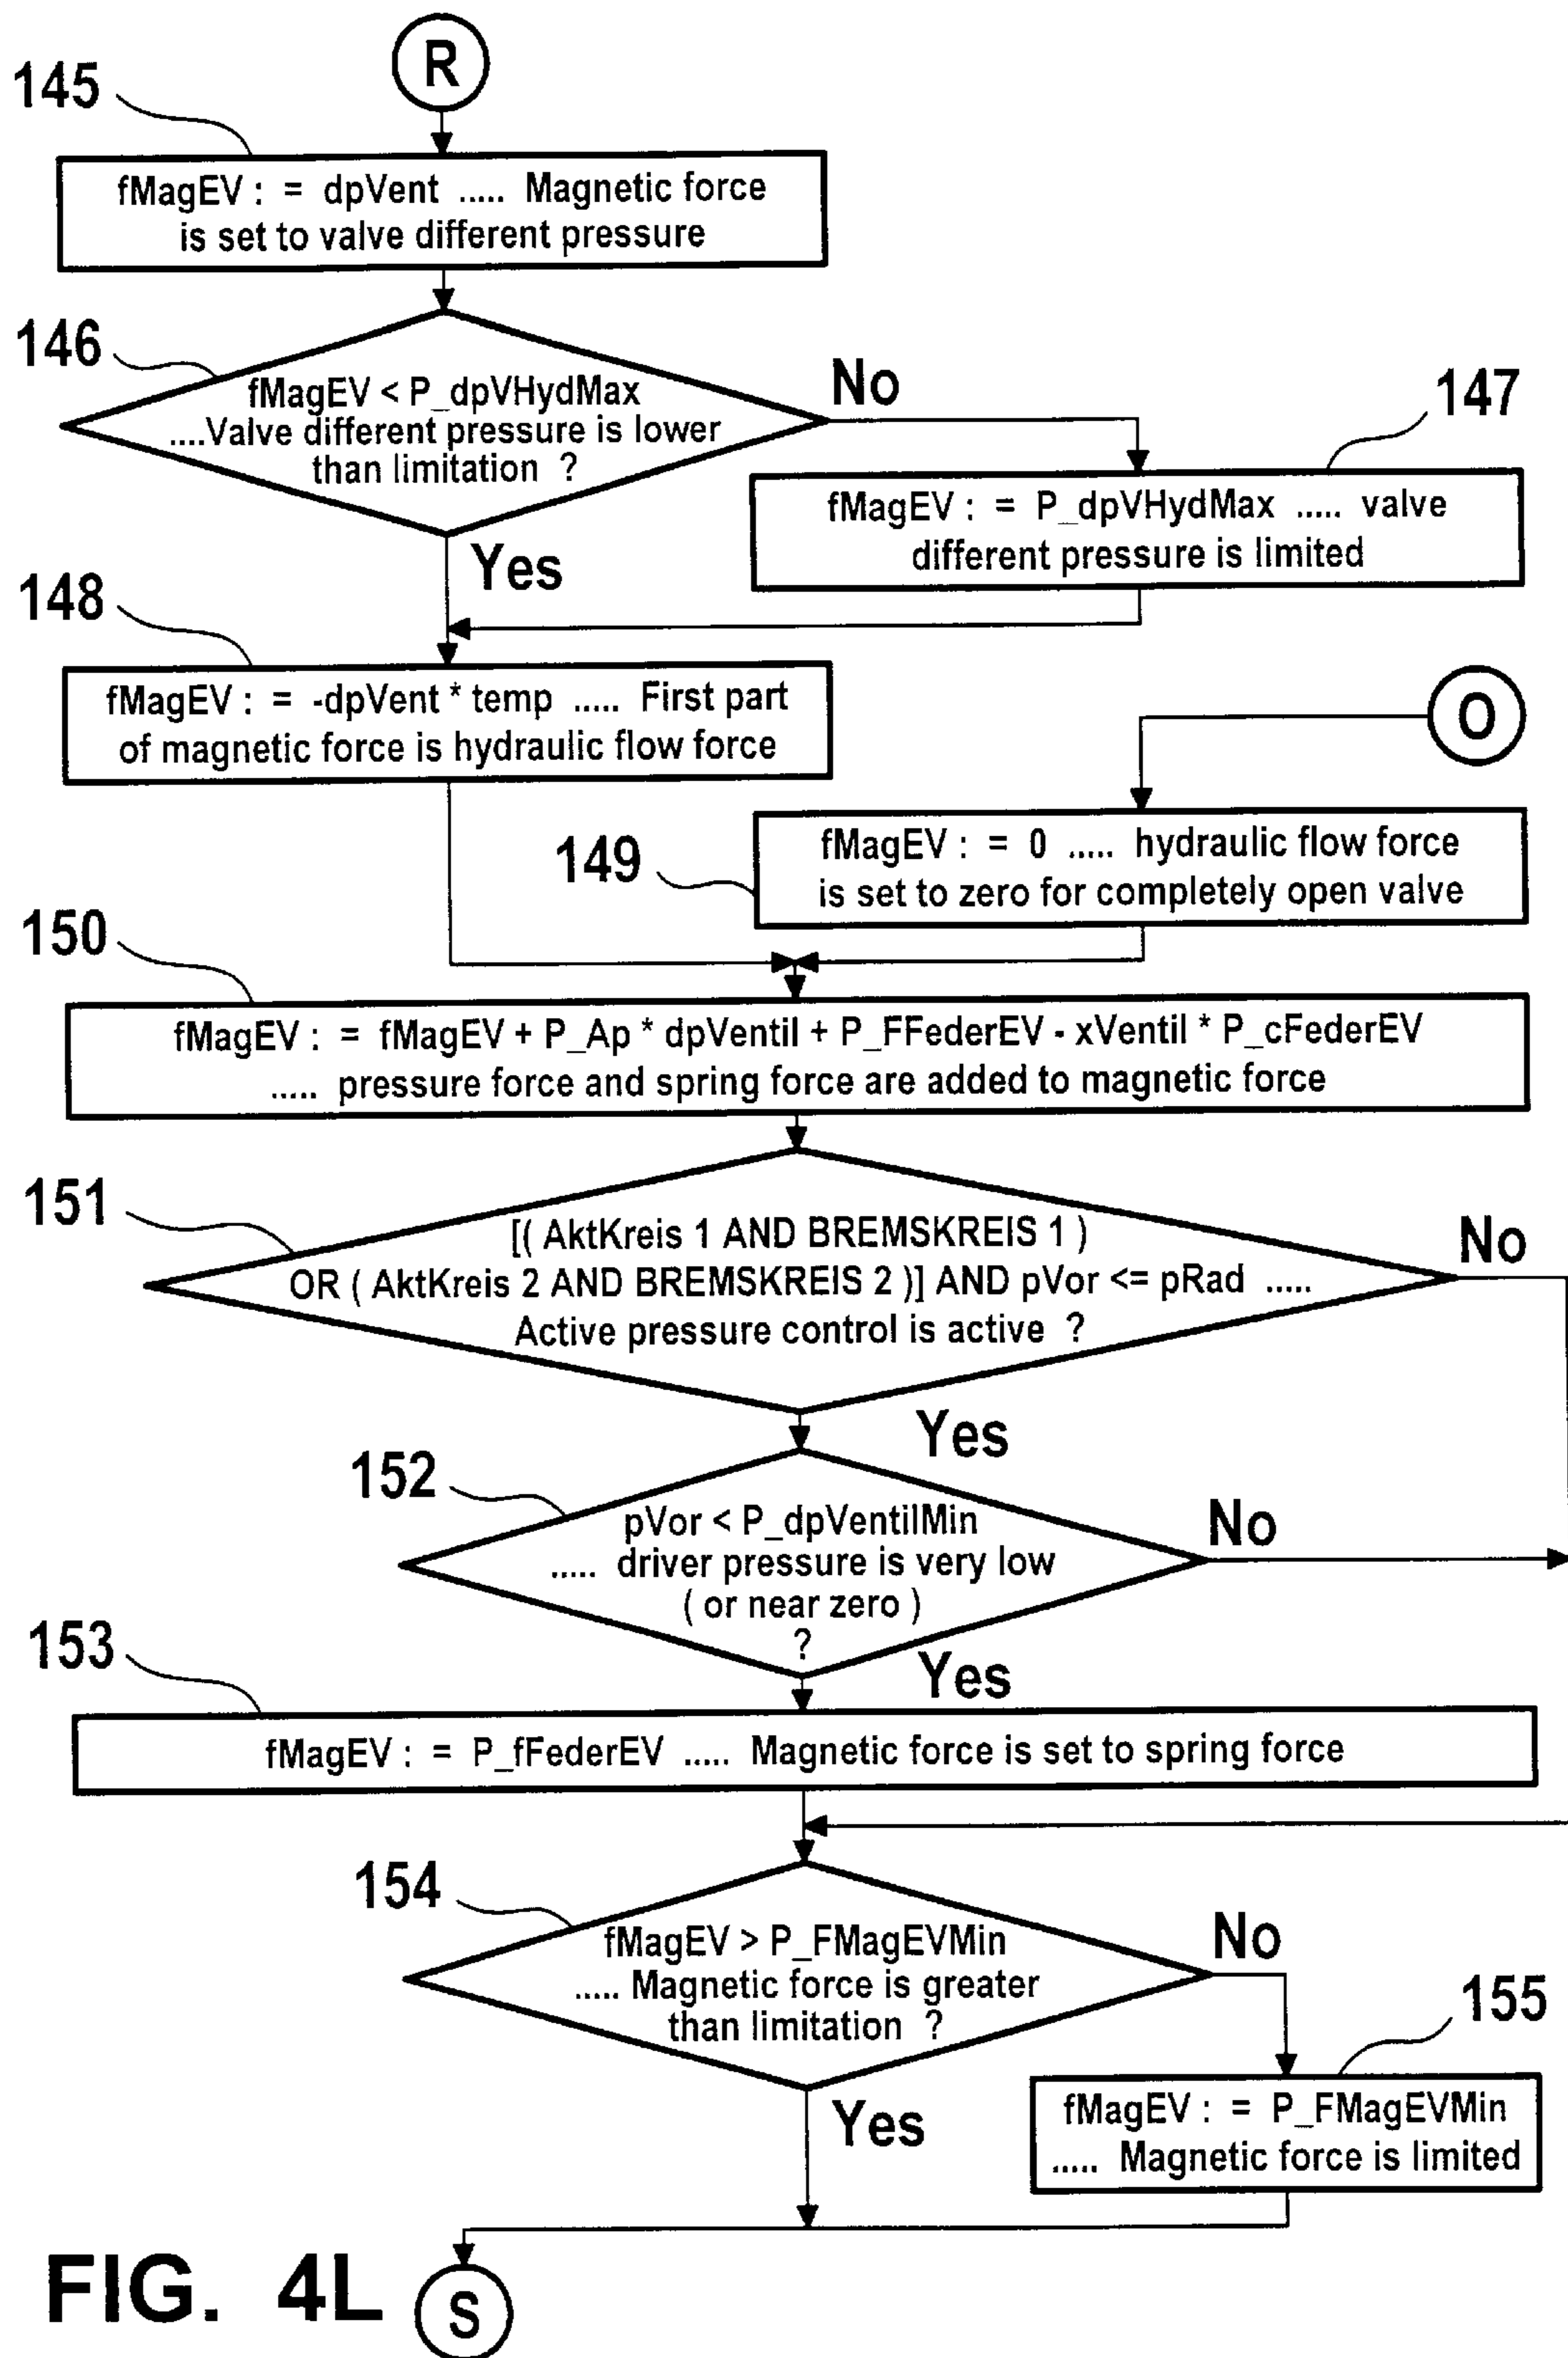 R
145
fMagEV : = dpVent ..... Magnetic force
is set to valve different pressure
146
fMagEV < P_dpVHydMax
....Valve different pressure is lower
than limitation ?
No
147
fMagEV : = P_dpVHydMax ..... valve
different pressure is limited
Yes
148
fMagEV : = -dpVent * temp ..... First part
of magnetic force is hydraulic flow force
O
149
fMagEV : = 0 ..... hydraulic flow force
is set to zero for completely open valve
150
fMagEV : = fMagEV + P_Ap * dpVentil + P_FFederEV - xVentil * P_cFederEV
..... pressure force and spring force are added to magnetic force
151
[( AktKreis 1 AND BREMSKREIS 1 )
OR ( AktKreis 2 AND BREMSKREIS 2 )] AND pVor <= pRad .....
Active pressure control is active ?
No
Yes
152
pVor < P_dpVentilMin
..... driver pressure is very low
( or near zero )
?
No
Yes
153
fMagEV : = P_fFederEV ..... Magnetic force is set to spring force
154
fMagEV > P_FMagEVMin
..... Magnetic force is greater
than limitation ?
No
155
fMagEV : = P_FMagEVMin
..... Magnetic force is limited
Yes
S
FIG. 4L